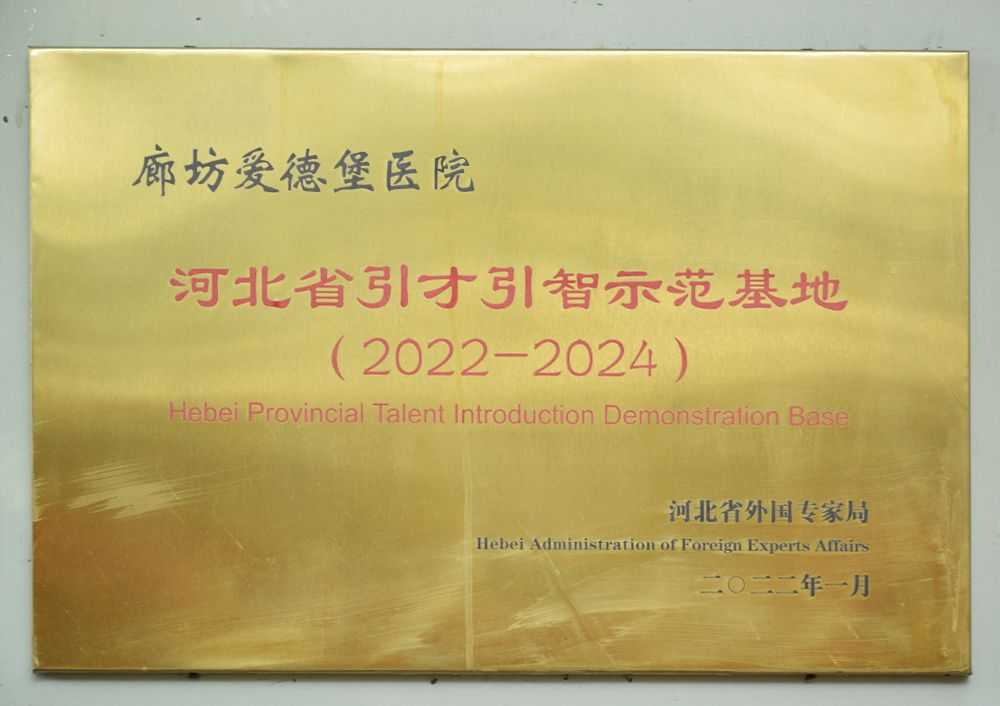 廊坊爱德堡医院
河北省引才引智示范基地
（2022－2024）
Hebei Provincial Talent Introduction Demonstration Base
河北省外国专家局
Hebei Administration of Foreign Experts Affairs
二〇二二年一月